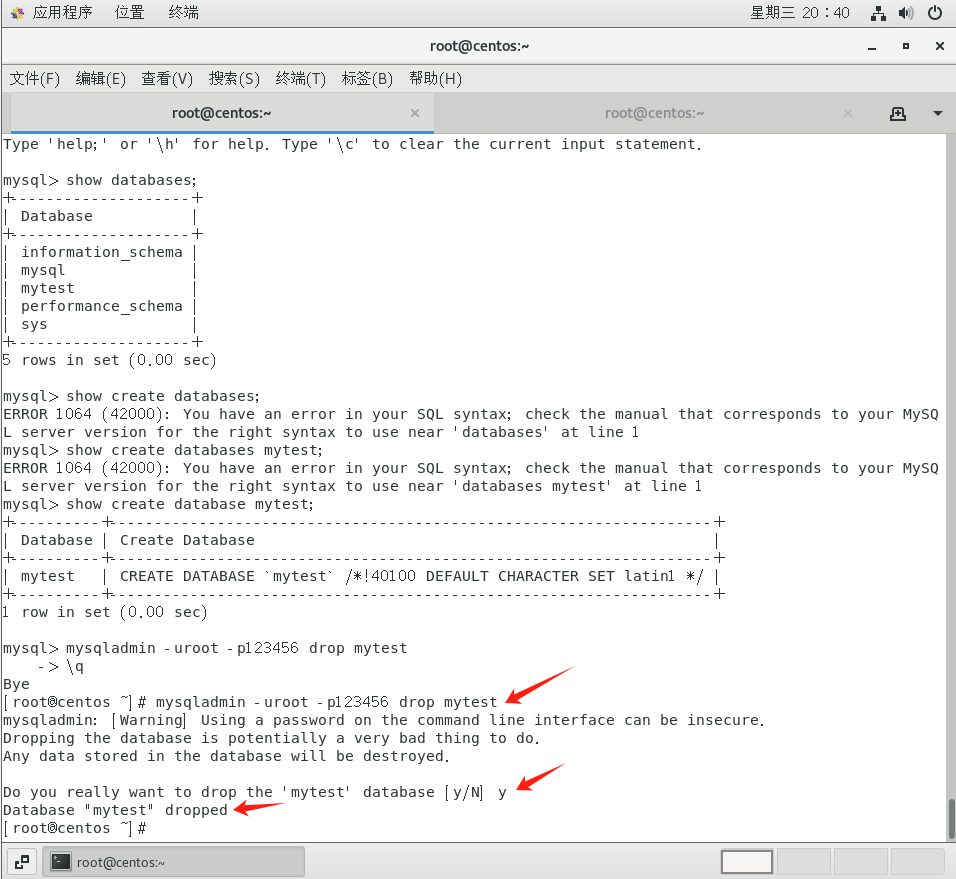 应用程序 位置 终端 星期三 20：40
root@centos:~
文件(F) 编辑(E) 查看(V) 搜索(S) 终端(T) 标签(B) 帮助(H)
root@centos:~ × root@centos:~ ×
Type 'help;' or '\h' for help. Type '\c' to clear the current input statement.
mysql> show databases;
+--------------------+
| Database           |
+--------------------+
| information_schema |
| mysql              |
| mytest             |
| performance_schema |
| sys                |
+--------------------+
5 rows in set (0.00 sec)
mysql> show create databases;
ERROR 1064 (42000): You have an error in your SQL syntax; check the manual that corresponds to your MySQ
L server version for the right syntax to use near 'databases' at line 1
mysql> show create databases mytest;
ERROR 1064 (42000): You have an error in your SQL syntax; check the manual that corresponds to your MySQ
L server version for the right syntax to use near 'databases mytest' at line 1
mysql> show create database mytest;
+----------+-------------------------------------------------------------------+
| Database | Create Database                                                   |
+----------+-------------------------------------------------------------------+
| mytest   | CREATE DATABASE `mytest` /*!40100 DEFAULT CHARACTER SET latin1 */ |
+----------+-------------------------------------------------------------------+
1 row in set (0.00 sec)
mysql> mysqladmin -uroot -p123456 drop mytest
    -> \q
Bye
[root@centos ~]# mysqladmin -uroot -p123456 drop mytest
mysqladmin: [Warning] Using a password on the command line interface can be insecure.
Dropping the database is potentially a very bad thing to do.
Any data stored in the database will be destroyed.
Do you really want to drop the 'mytest' database [y/N] y
Database "mytest" dropped
[root@centos ~]#
root@centos:~